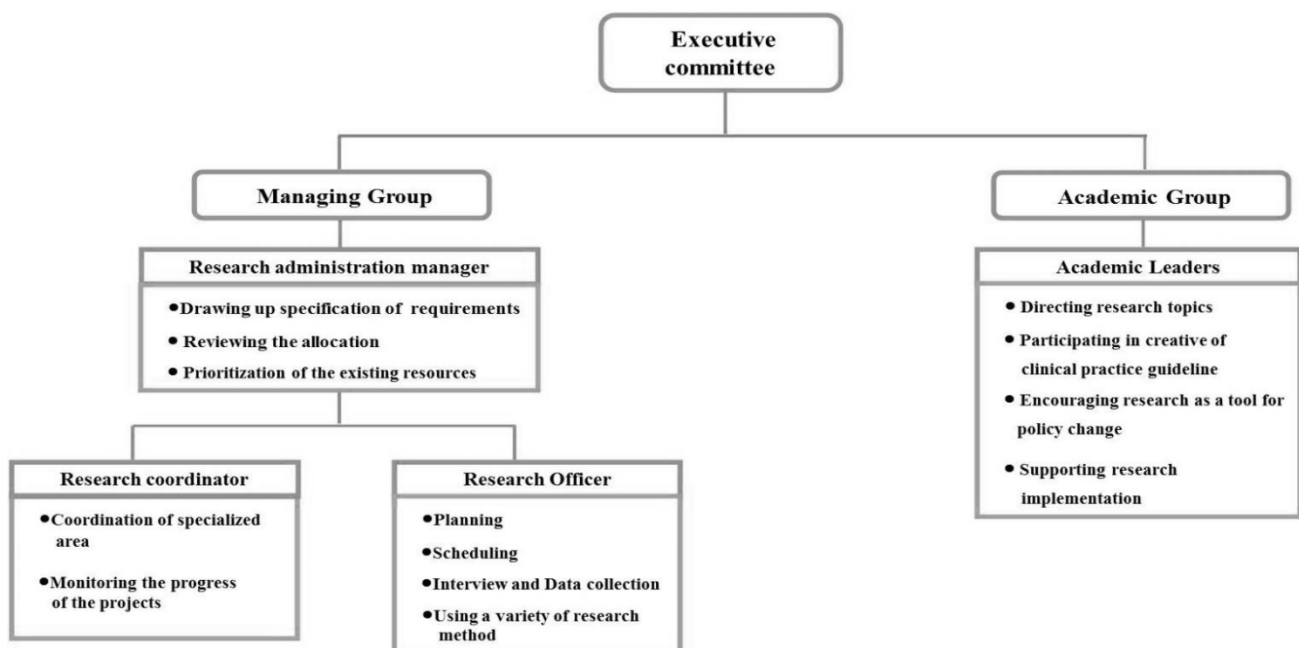 Executive
committee
Managing Group
Academic Group
Research administration manager
•Drawing up specification of requirements
• Reviewing the allocation
• Prioritization of the existing resources
Academic Leaders
• Directing research topics
• Participating in creative of
clinical practice guideline
• Encouraging research as a tool for
policy change
• Supporting research
implementation
Research coordinator
•Coordination of specialized
area
•Monitoring the progress
of the projects
Research Officer
•Planning
•Scheduling
•Interview and Data collection
•Using a variety of research
method